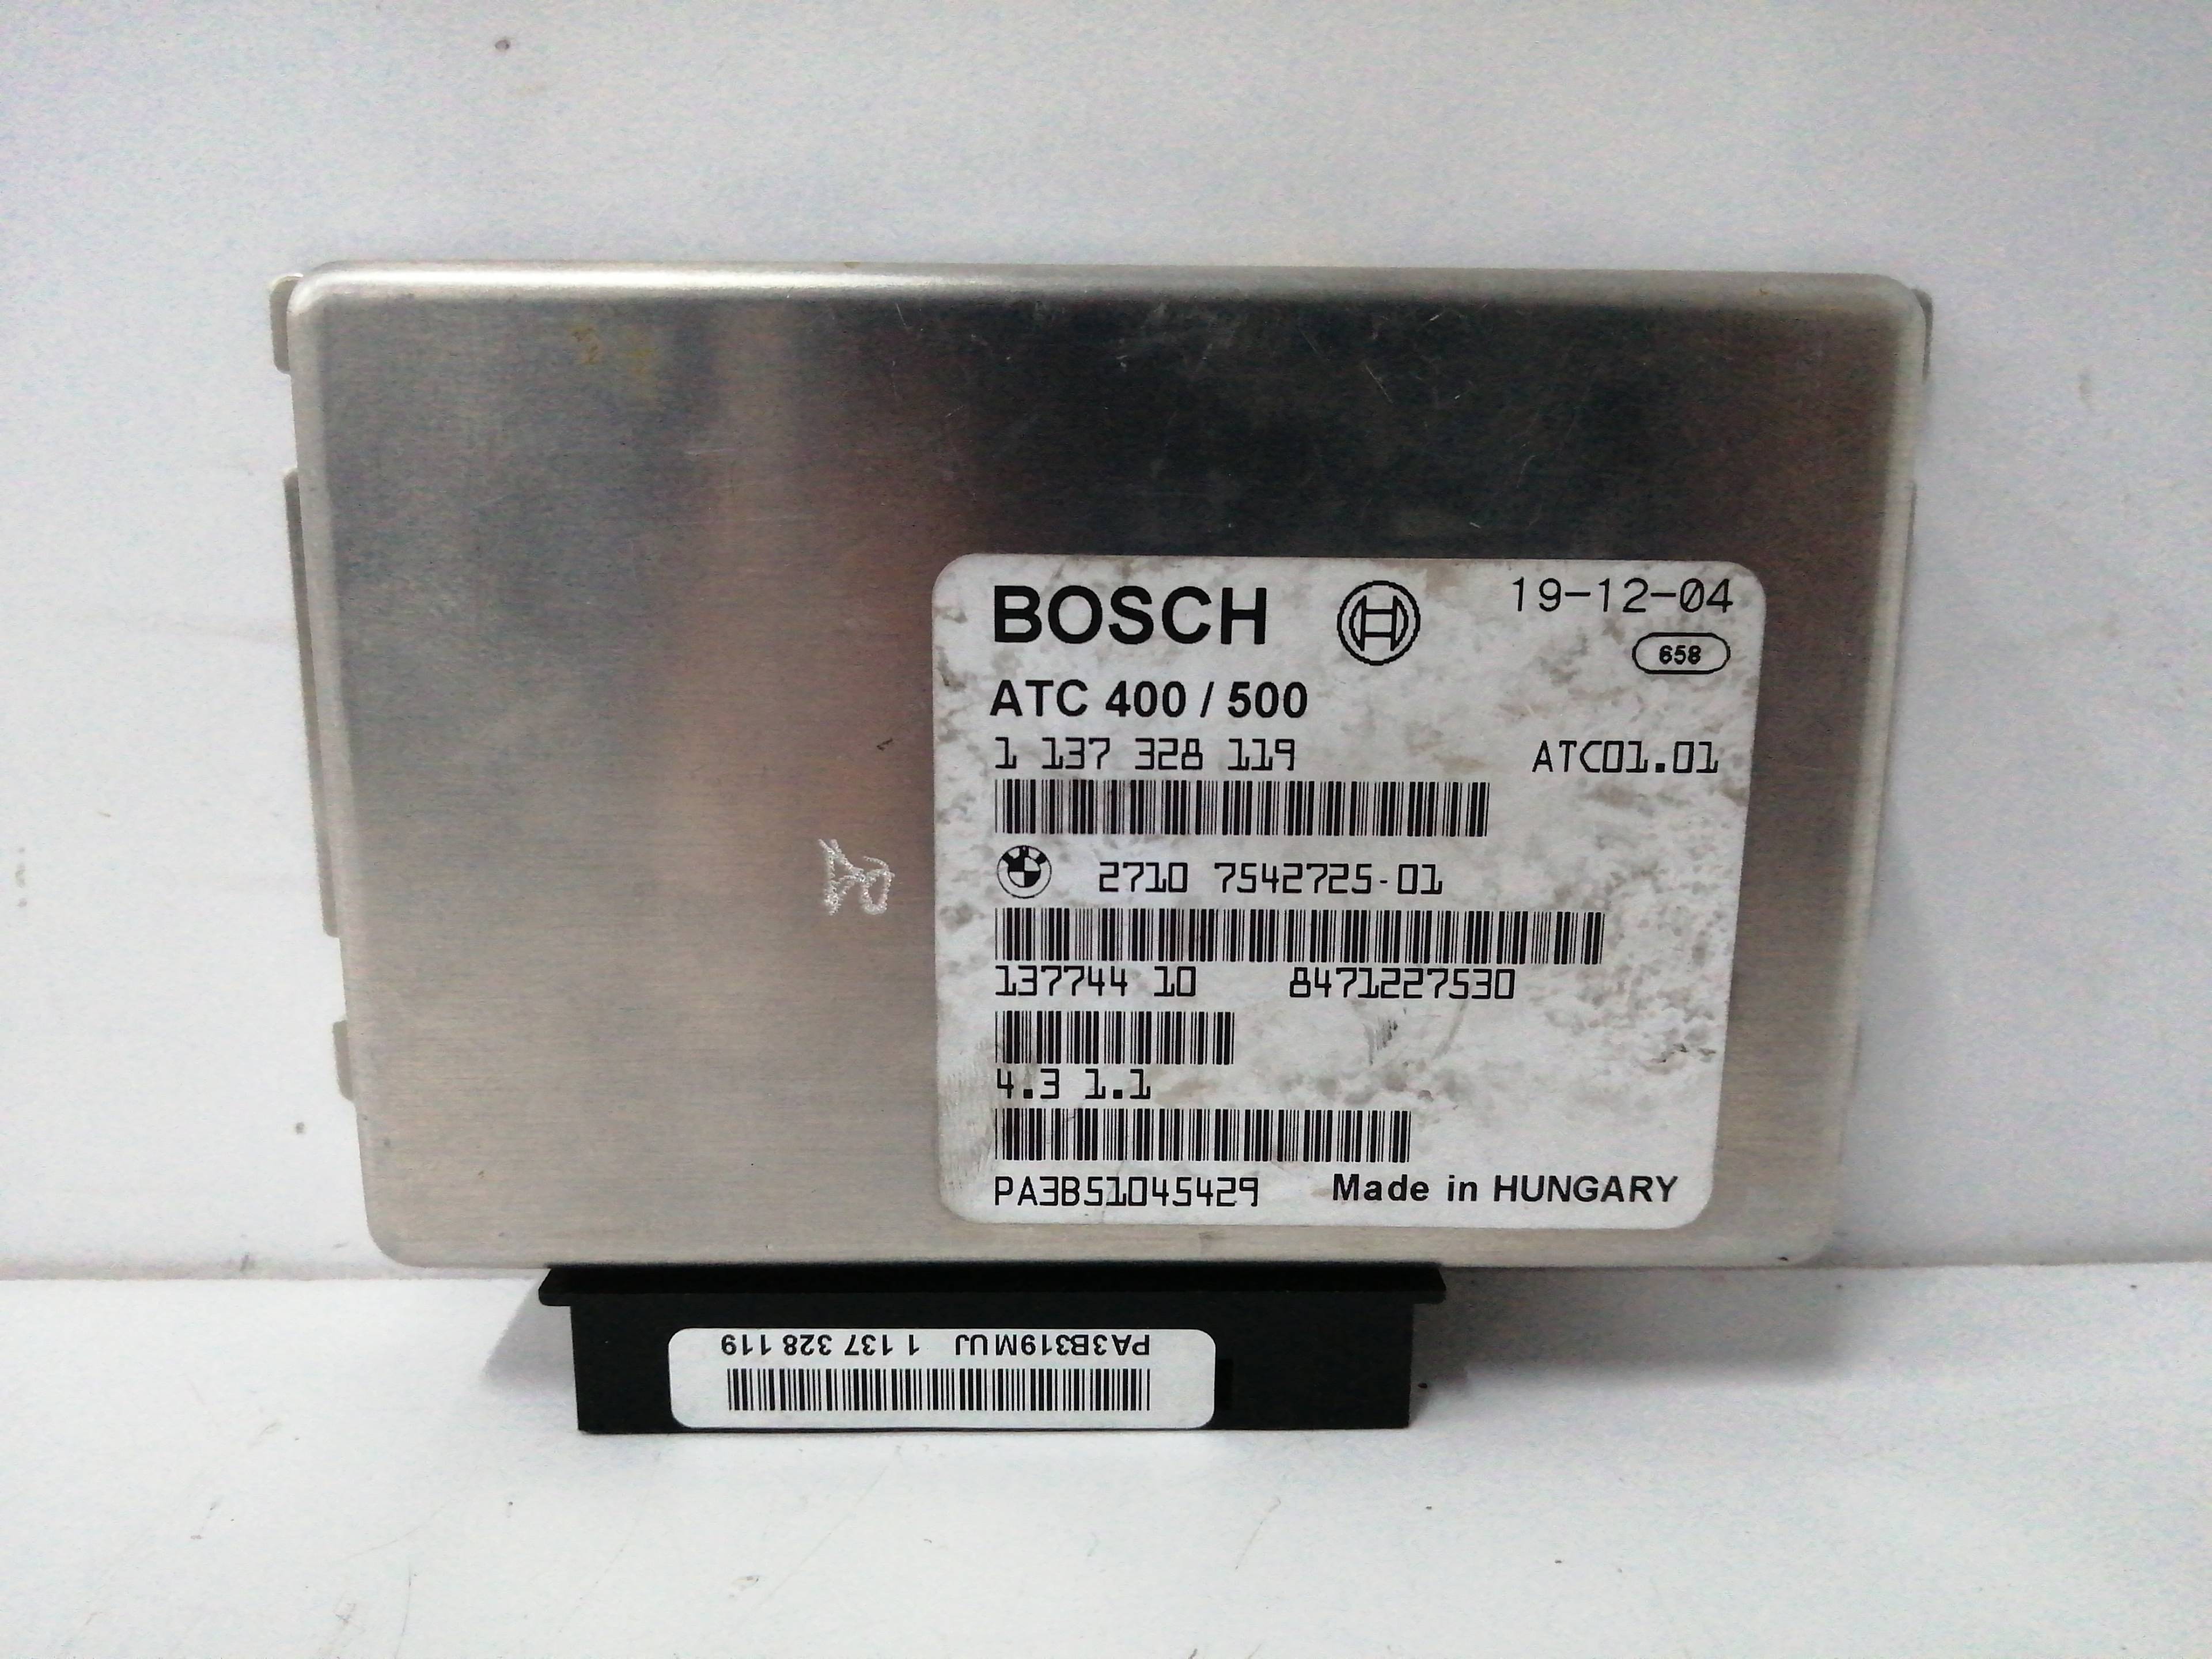 BOSCH 19-12-04
658
ATC 400 / 500
1 137 328 119 ATC01.01
2710 7542725-01
137744 10 8471227530
4.3 1.1
PA3B51045429 Made in HUNGARY
PA3B319MUJ 1 137 328 119